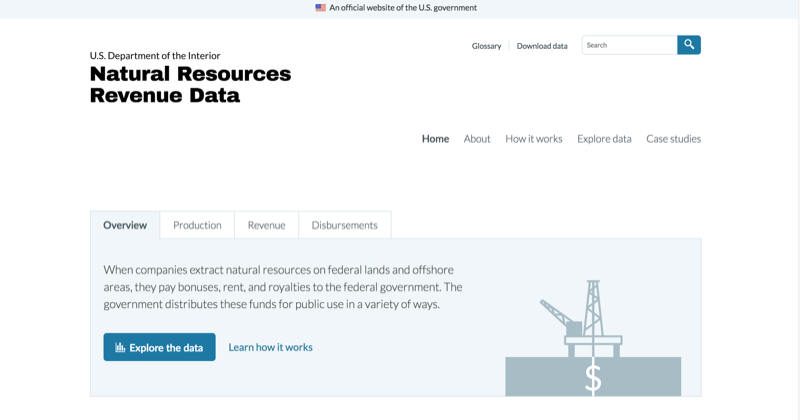 An official website of the U.S. government
Glossary
Download data
Search
U.S. Department of the Interior
Natural Resources
Revenue Data
Home
About
How it works
Explore data
Case studies
Overview
Production
Revenue
Disbursements
When companies extract natural resources on federal lands and offshore
areas, they pay bonuses, rent, and royalties to the federal government. The
government distributes these funds for public use in a variety of ways.
Explore the data
Learn how it works
$